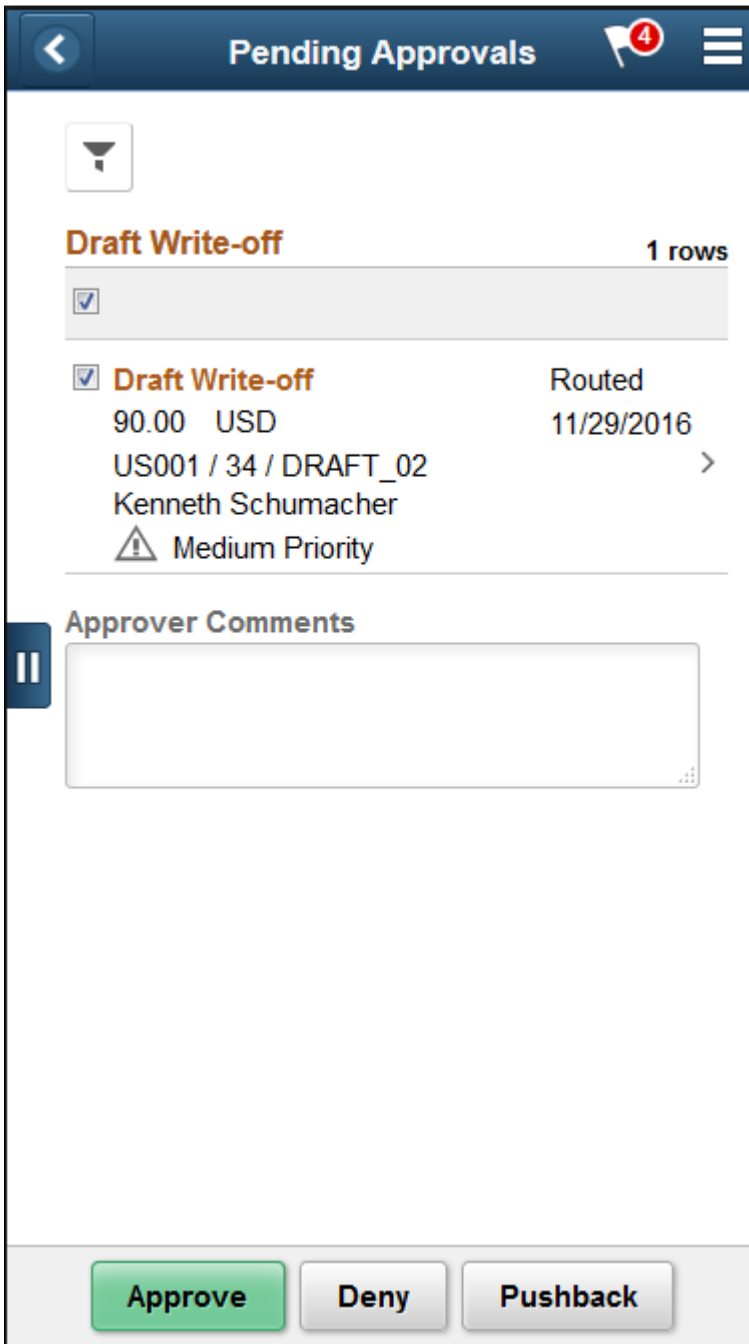 Pending Approvals 4
Draft Write-off 1 rows
Draft Write-off Routed
90.00 USD 11/29/2016
US001 / 34 / DRAFT_02
Kenneth Schumacher
Medium Priority
Approver Comments
Approve Deny Pushback